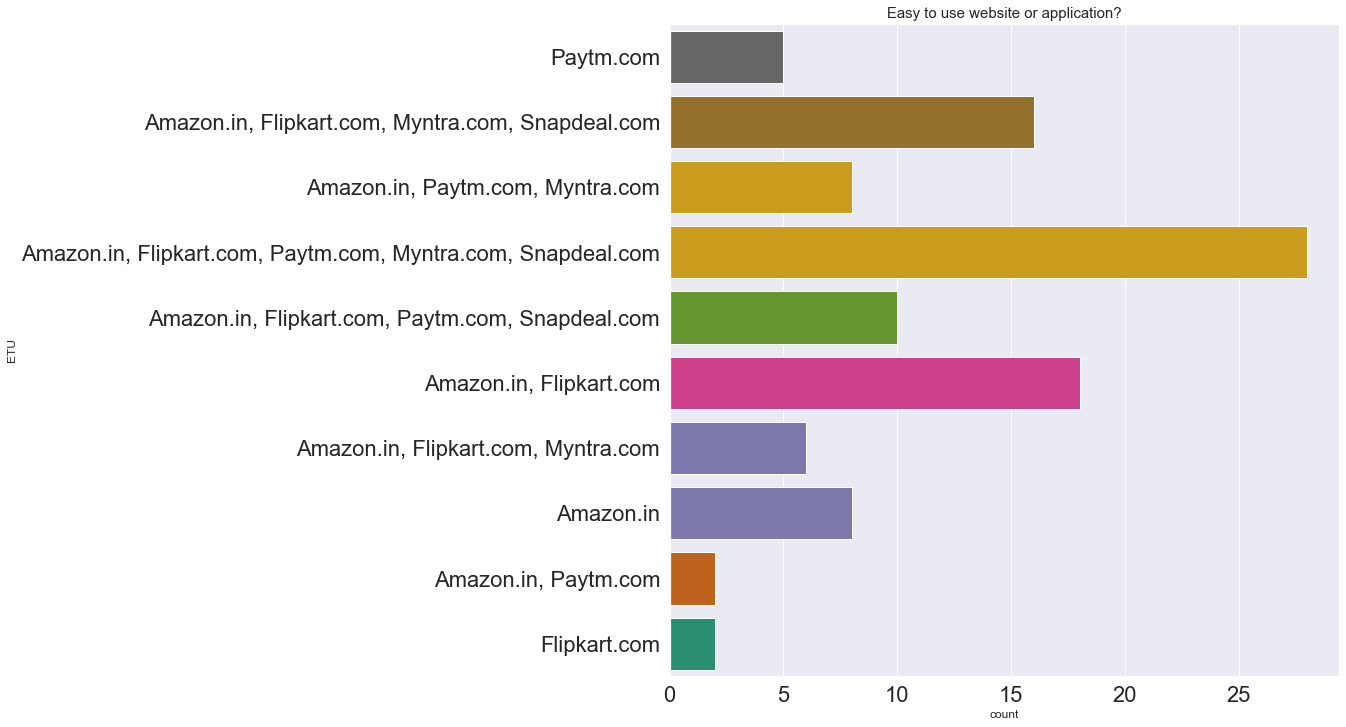 Easy to use website or application?
Paytm.com
Amazon.in, Flipkart.com, Myntra.com, Snapdeal.com
Amazon.in, Paytm.com, Myntra.com
Amazon.in, Flipkart.com, Paytm.com, Myntra.com, Snapdeal.com
Amazon.in, Flipkart.com, Paytm.com, Snapdeal.com
ETU
Amazon.in, Flipkart.com
Amazon.in, Flipkart.com, Myntra.com
Amazon.in
Amazon.in, Paytm.com
Flipkart.com
0 5 10 15 20 25
count